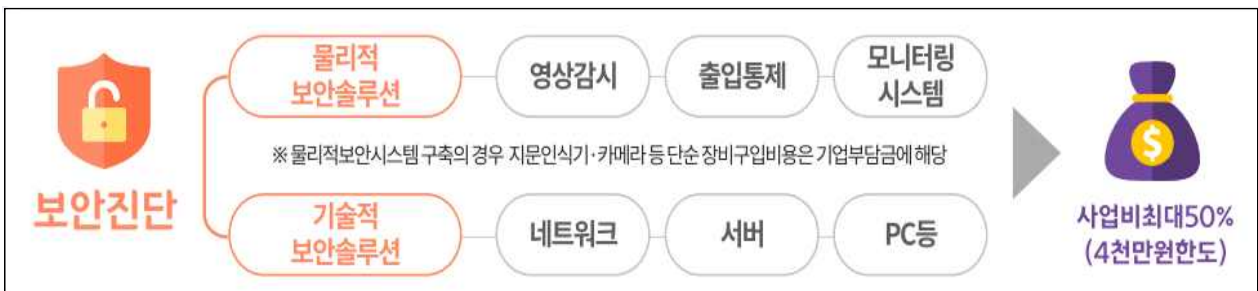 보안진단
물리적
보안솔루션
영상감시
출입통제
모니터링
시스템
※ 물리적보안시스템 구축의 경우 지문인식기·카메라 등 단순 장비구입비용은 기업부담금에 해당
기술적
보안솔루션
네트워크
서버
PC등
$
사업비최대50%
(4천만원한도)